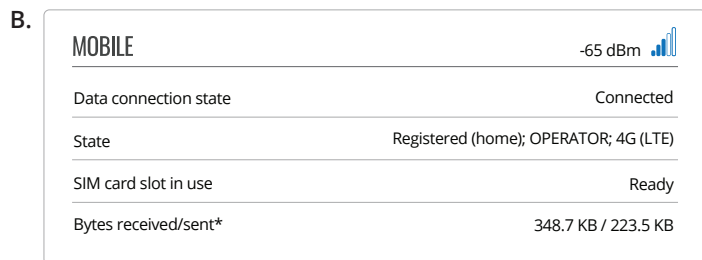 B.
MOBILE -65 dBm
Data connection state Connected
State Registered (home); OPERATOR; 4G (LTE)
SIM card slot in use Ready
Bytes received/sent* 348.7 KB / 223.5 KB